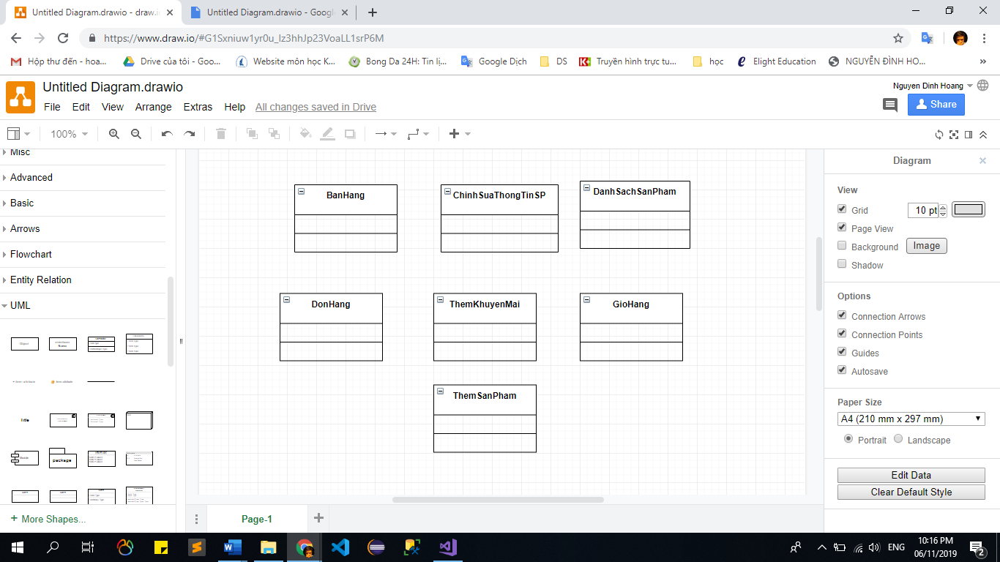 Untitled Diagram.drawio - draw.i
Untitled Diagram.drawio - Googl
https://www.draw.io/#G1Sxniuw1yr0u_Iz3hhJp23VoaLL1srP6M
Hộp thư đến - hoa...
Drive của tôi - Goo...
Website môn học K...
Bong Da 24H: Tin lị...
Google Dịch
DS
Truyền hình trực tu...
học
Elight Education
NGUYỄN ĐÌNH HO...
»
Untitled Diagram.drawio
Nguyen Dinh Hoang
File Edit View Arrange Extras Help All changes saved in Drive
Share
100%
Misc
Advanced
Basic
Arrows
Flowchart
Entity Relation
UML
Title
package
+ More Shapes...
BanHang
ChinhSuaThongTinSP
DanhSachSanPham
DonHang
ThemKhuyenMai
GioHang
ThemSanPham
Page-1
Diagram
View
Grid
10 pt
Page View
Background
Image
Shadow
Options
Connection Arrows
Connection Points
Guides
Autosave
Paper Size
A4 (210 mm x 297 mm)
Portrait
Landscape
Edit Data
Clear Default Style
ENG
10:16 PM
06/11/2019
2